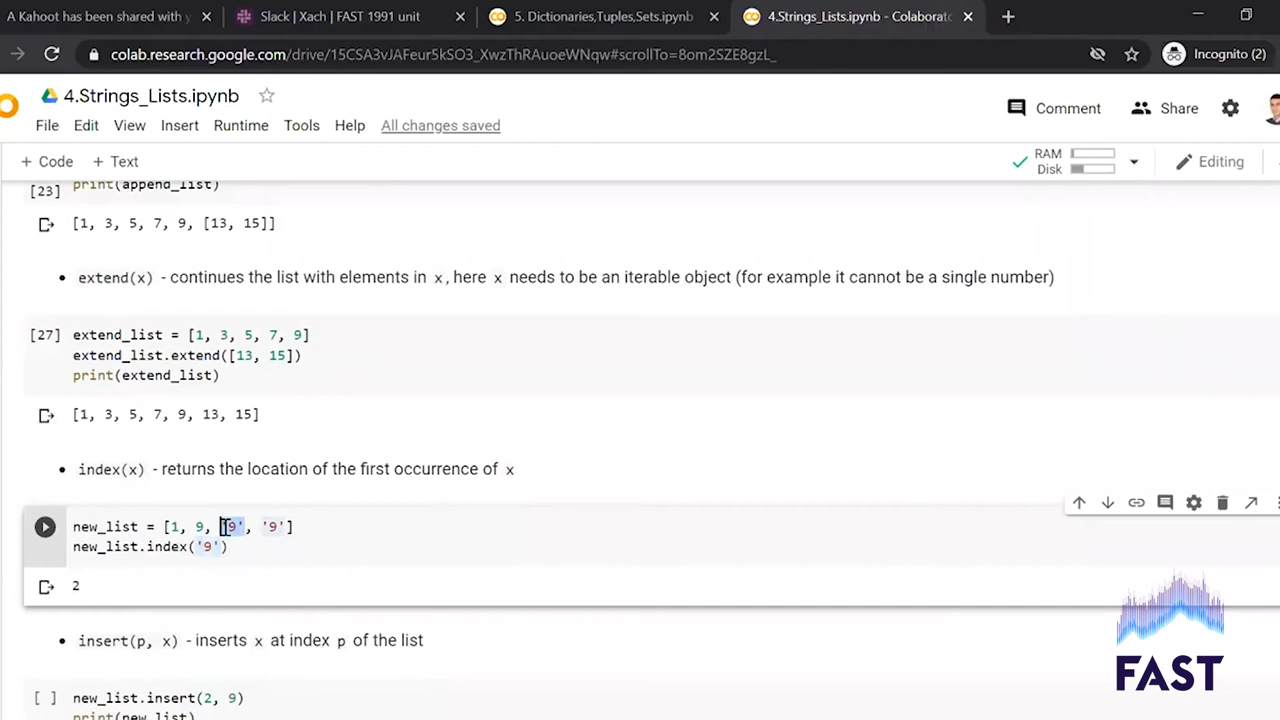 A Kahoot has been shared with y
Slack | Xach | FAST 1991 unit
5. Dictionaries,Tuples,Sets.ipynb
4.Strings_Lists.ipynb - Colaborato
colab.research.google.com/drive/15CSA3vJAFeur5kSO3_XwzThRAuoeWNqw#scrollTo=8om2SZE8gzL_
Incognito (2)
4.Strings_Lists.ipynb
Comment
Share
File Edit View Insert Runtime Tools Help All changes saved
+ Code + Text
RAM
Disk
Editing
[23] print(append_list)
[1, 3, 5, 7, 9, [13, 15]]
• extend(x) - continues the list with elements in x, here x needs to be an iterable object (for example it cannot be a single number)
[27] extend_list = [1, 3, 5, 7, 9]
extend_list.extend([13, 15])
print(extend_list)
[1, 3, 5, 7, 9, 13, 15]
• index(x) - returns the location of the first occurrence of x
new_list = [1, 9, '9', '9']
new_list.index('9')
2
• insert(p, x) - inserts x at index p of the list
[ ] new_list.insert(2, 9)
print(new_list)
FAST